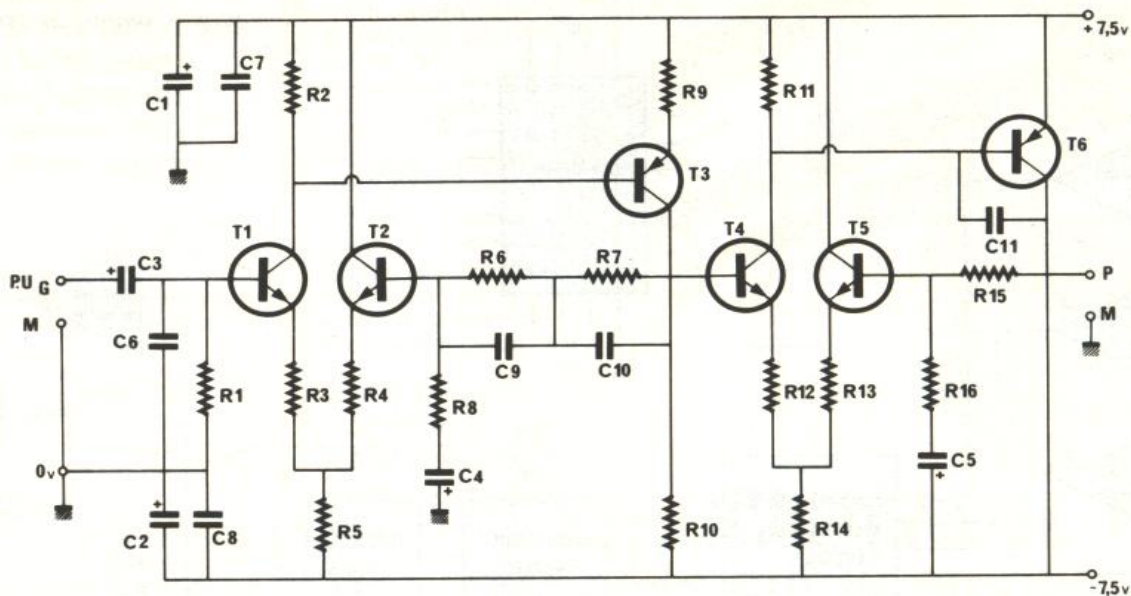 + 7,5v
C1
+
C7
R2
R9
R11
T3
T6
C11
T1
T2
T4
T5
P.U G
+
C3
R6
R7
P
R15
M
M
C6
C9
C10
R1
R3
R4
R8
R12
R13
R16
0v
C4
+
C5
+
+
C2
C8
R5
R10
R14
- 7,5v